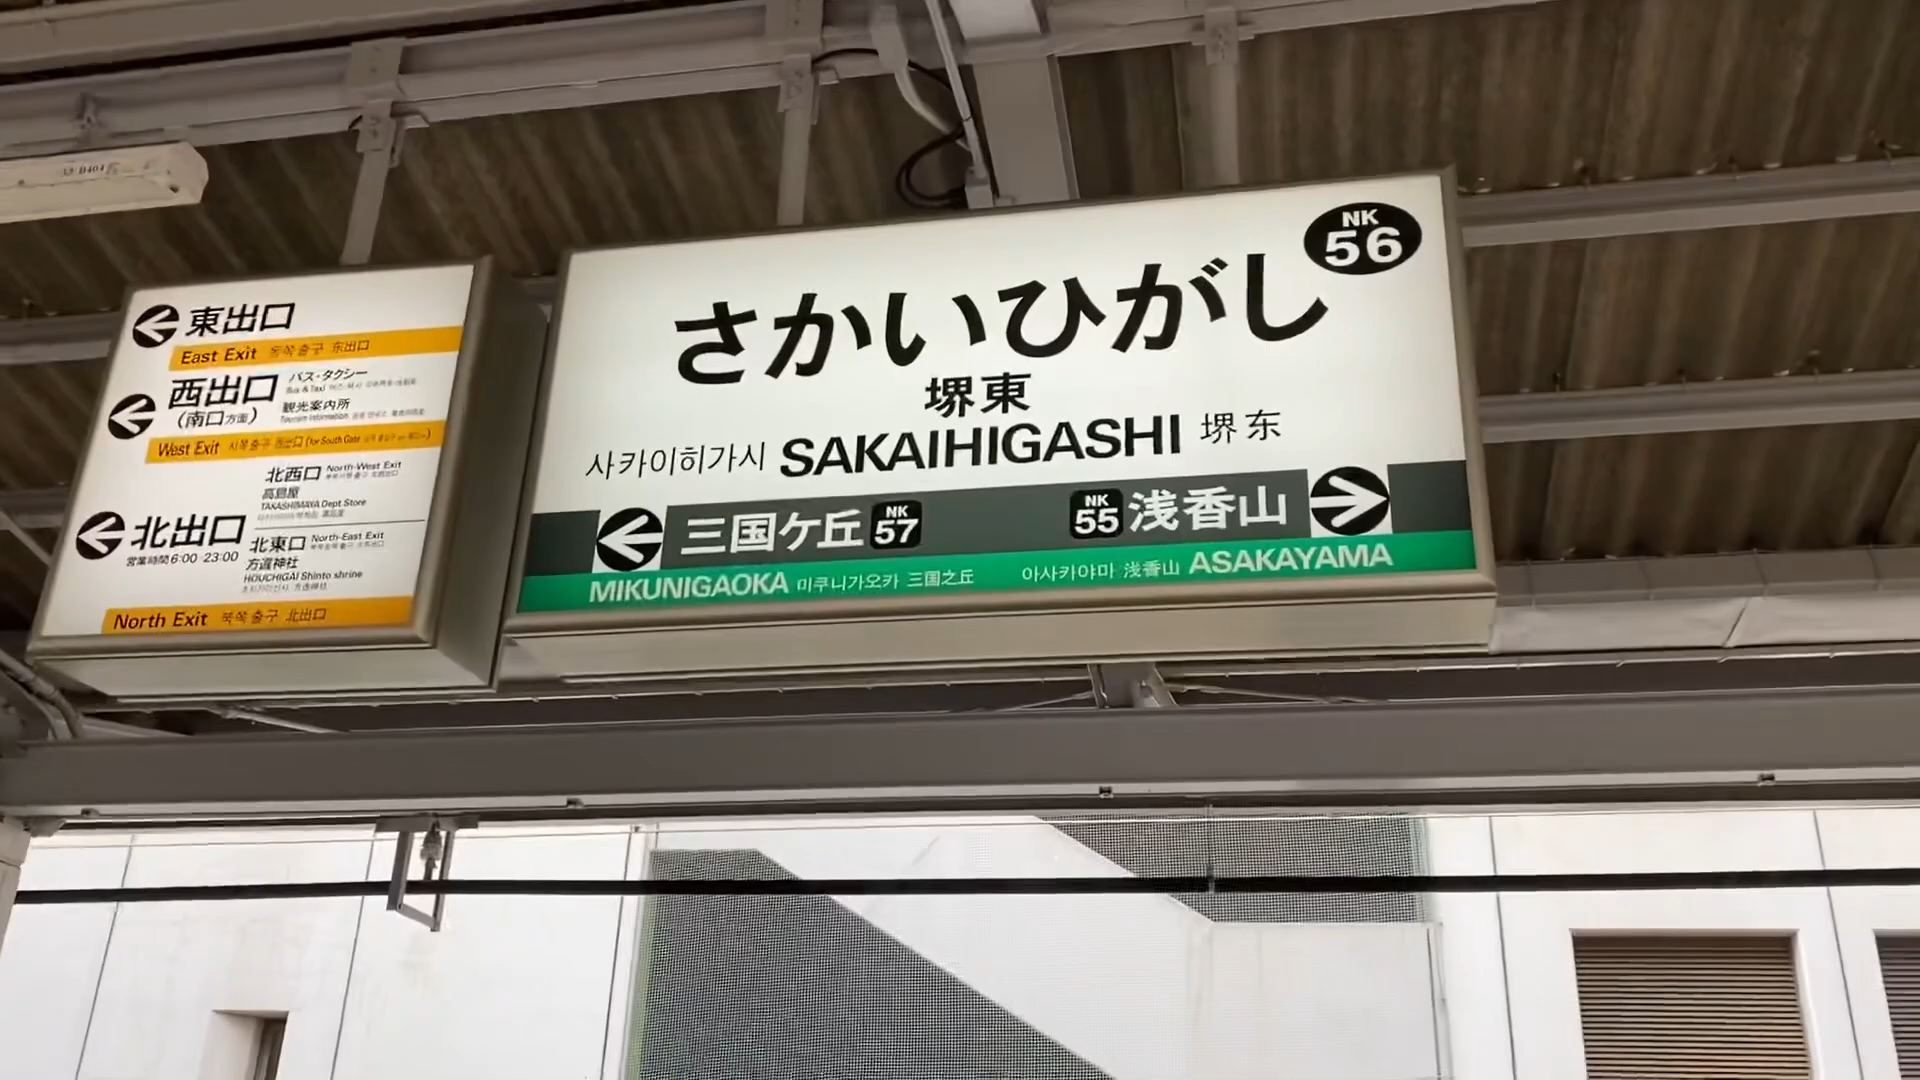 東出口
East Exit 동쪽 출구 东出口
西出口 バス・タクシー
Bus & Taxi
(南口方面) 観光案内所
Tourism Information
West Exit 서쪽 출구 西出口 (for South Gate
北西口 North-West Exit
高島屋
TAKASHIMAYA Dept Store
北出口
営業時間 6:00-23:00
北東口 North-East Exit
方違神社
HOUCHIGAI Shinto shrine
North Exit 북쪽 출구 北出口
NK
56
さかいひがし
堺東
사카이히가시 SAKAIHIGASHI 堺东
三国ケ丘 NK 57 NK 55 浅香山
MIKUNIGAOKA 미쿠니가오카 三国之丘 아사카야마 浅香山 ASAKAYAMA